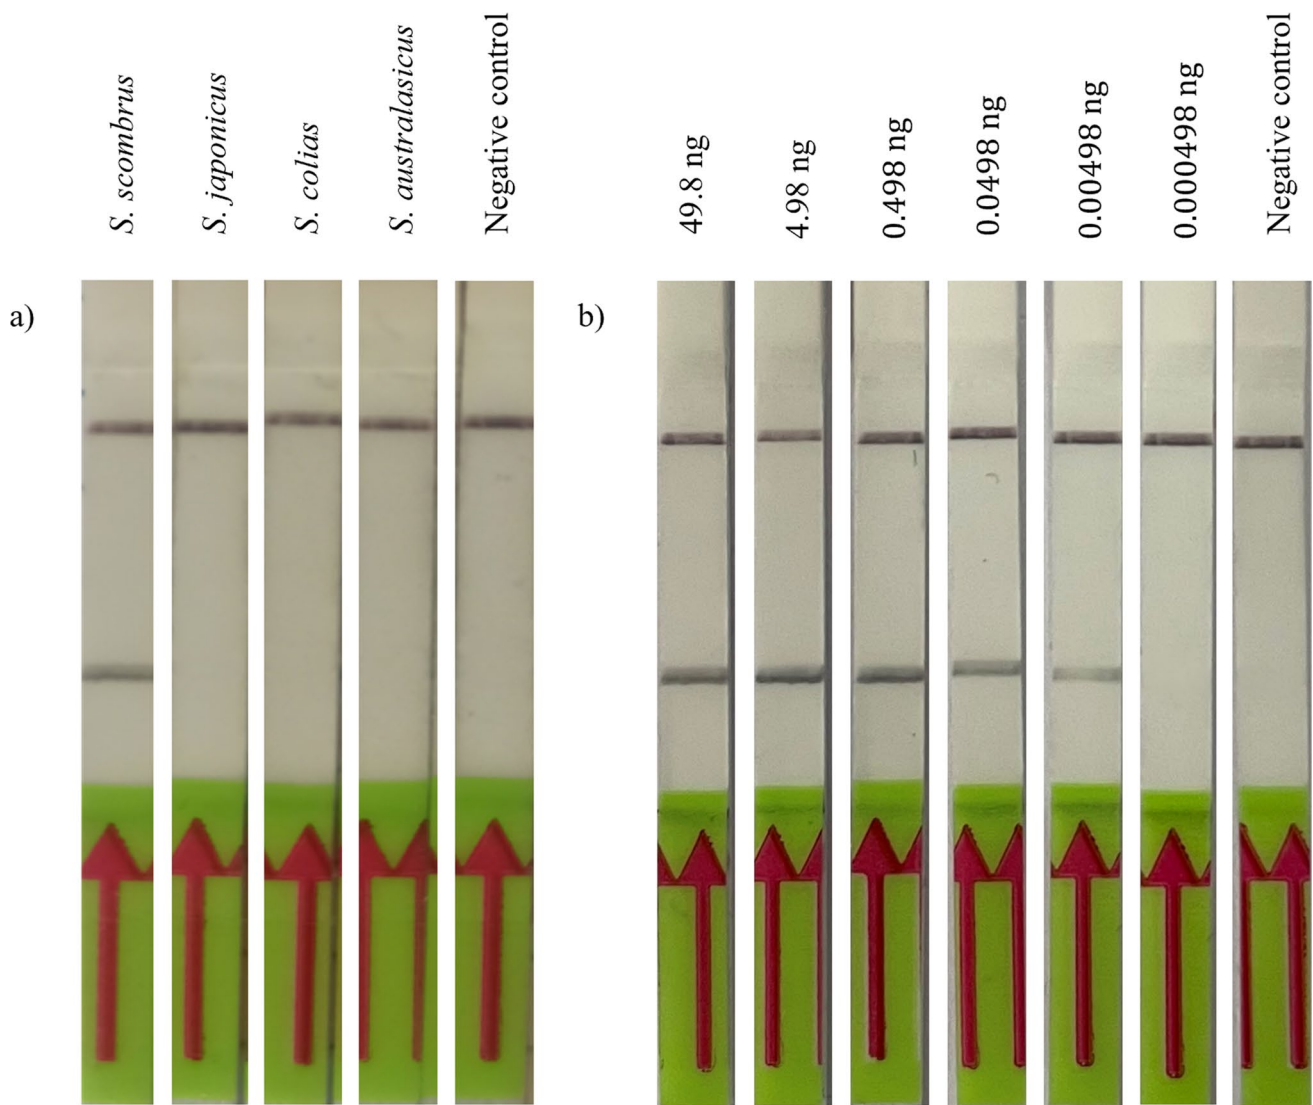 a)
S. scombrus
S. japonicus
S. colias
S. australasicus
Negative control
b)
49.8 ng
4.98 ng
0.498 ng
0.0498 ng
0.00498 ng
0.000498 ng
Negative control